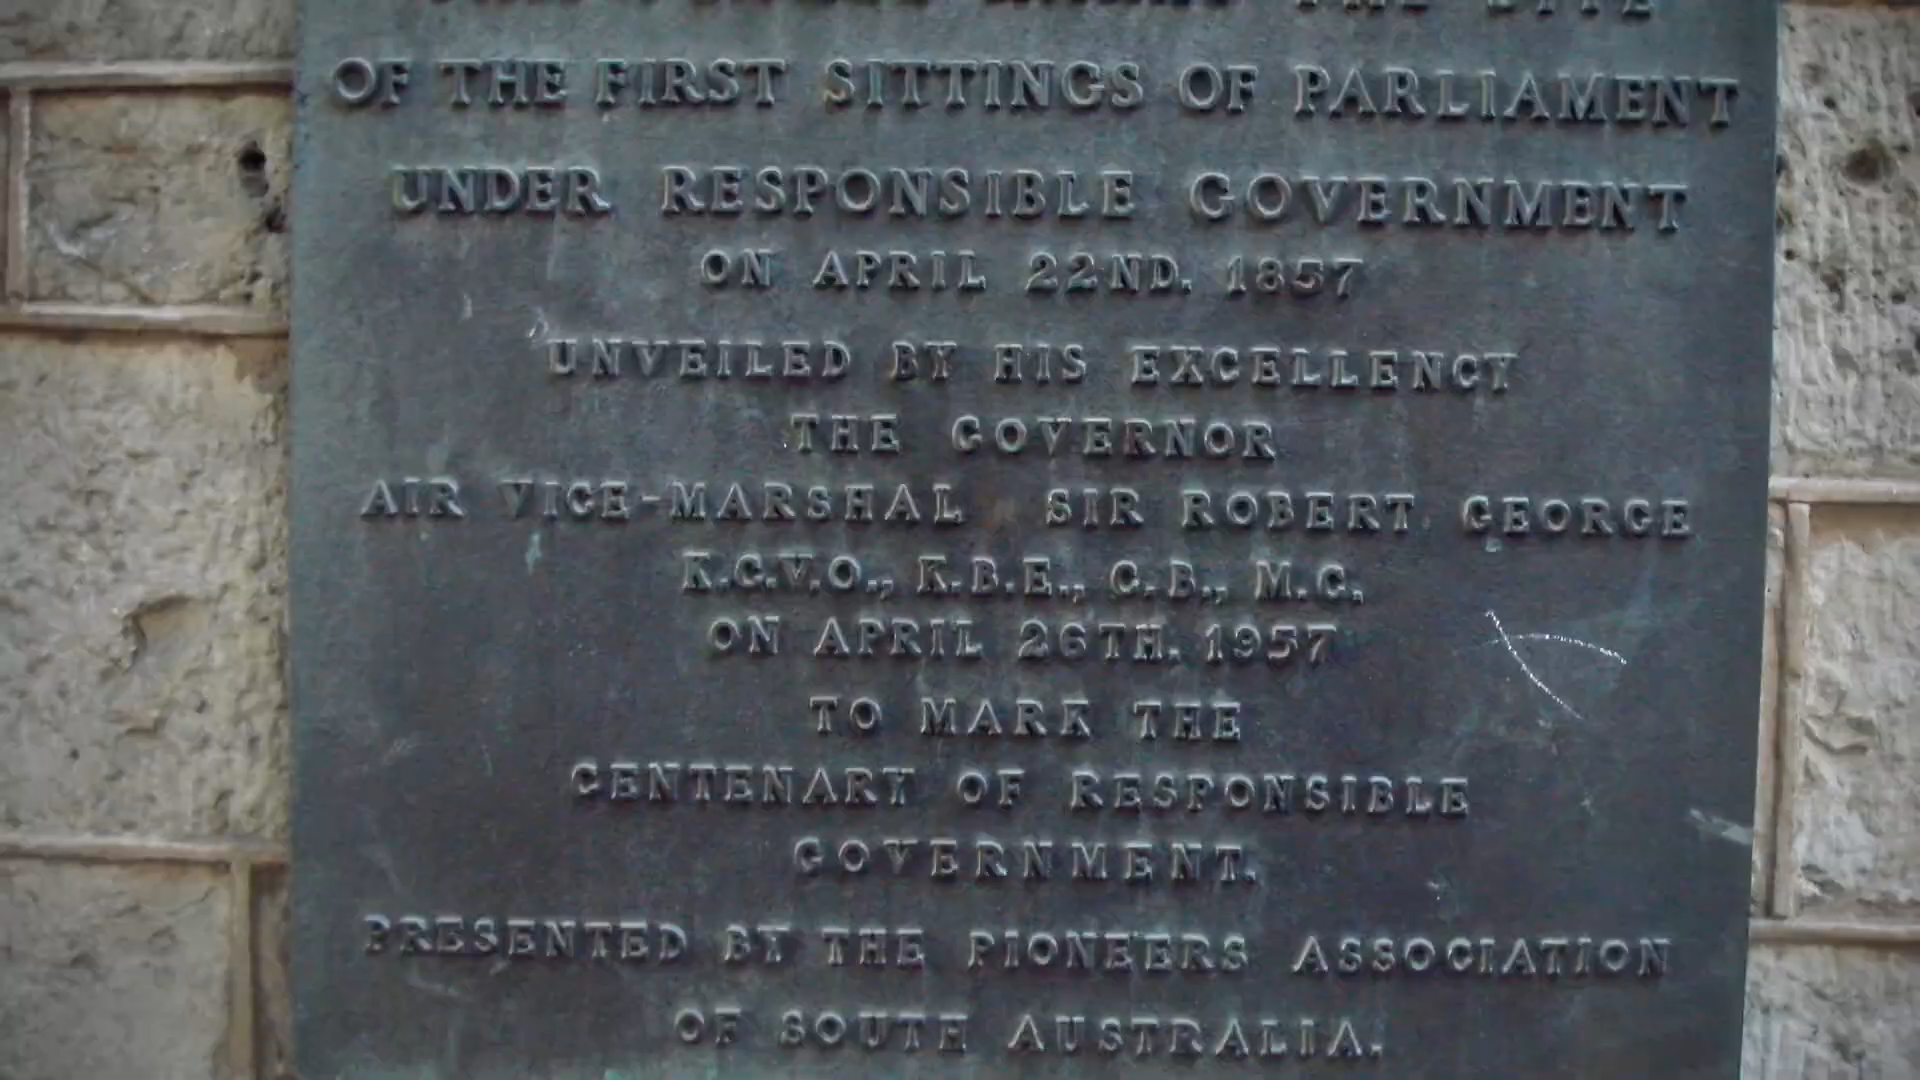 THE SITE
OF THE FIRST SITTINGS OF PARLIAMENT
UNDER RESPONSIBLE GOVERNMENT
ON APRIL 22ND. 1857
UNVEILED BY HIS EXCELLENCY
THE GOVERNOR
AIR VICE-MARSHAL SIR ROBERT GEORGE
K.C.V.O., K.B.E., C.B., M.C.
ON APRIL 26TH. 1957
TO MARK THE
CENTENARY OF RESPONSIBLE
GOVERNMENT.
PRESENTED BY THE PIONEERS ASSOCIATION
OF SOUTH AUSTRALIA.